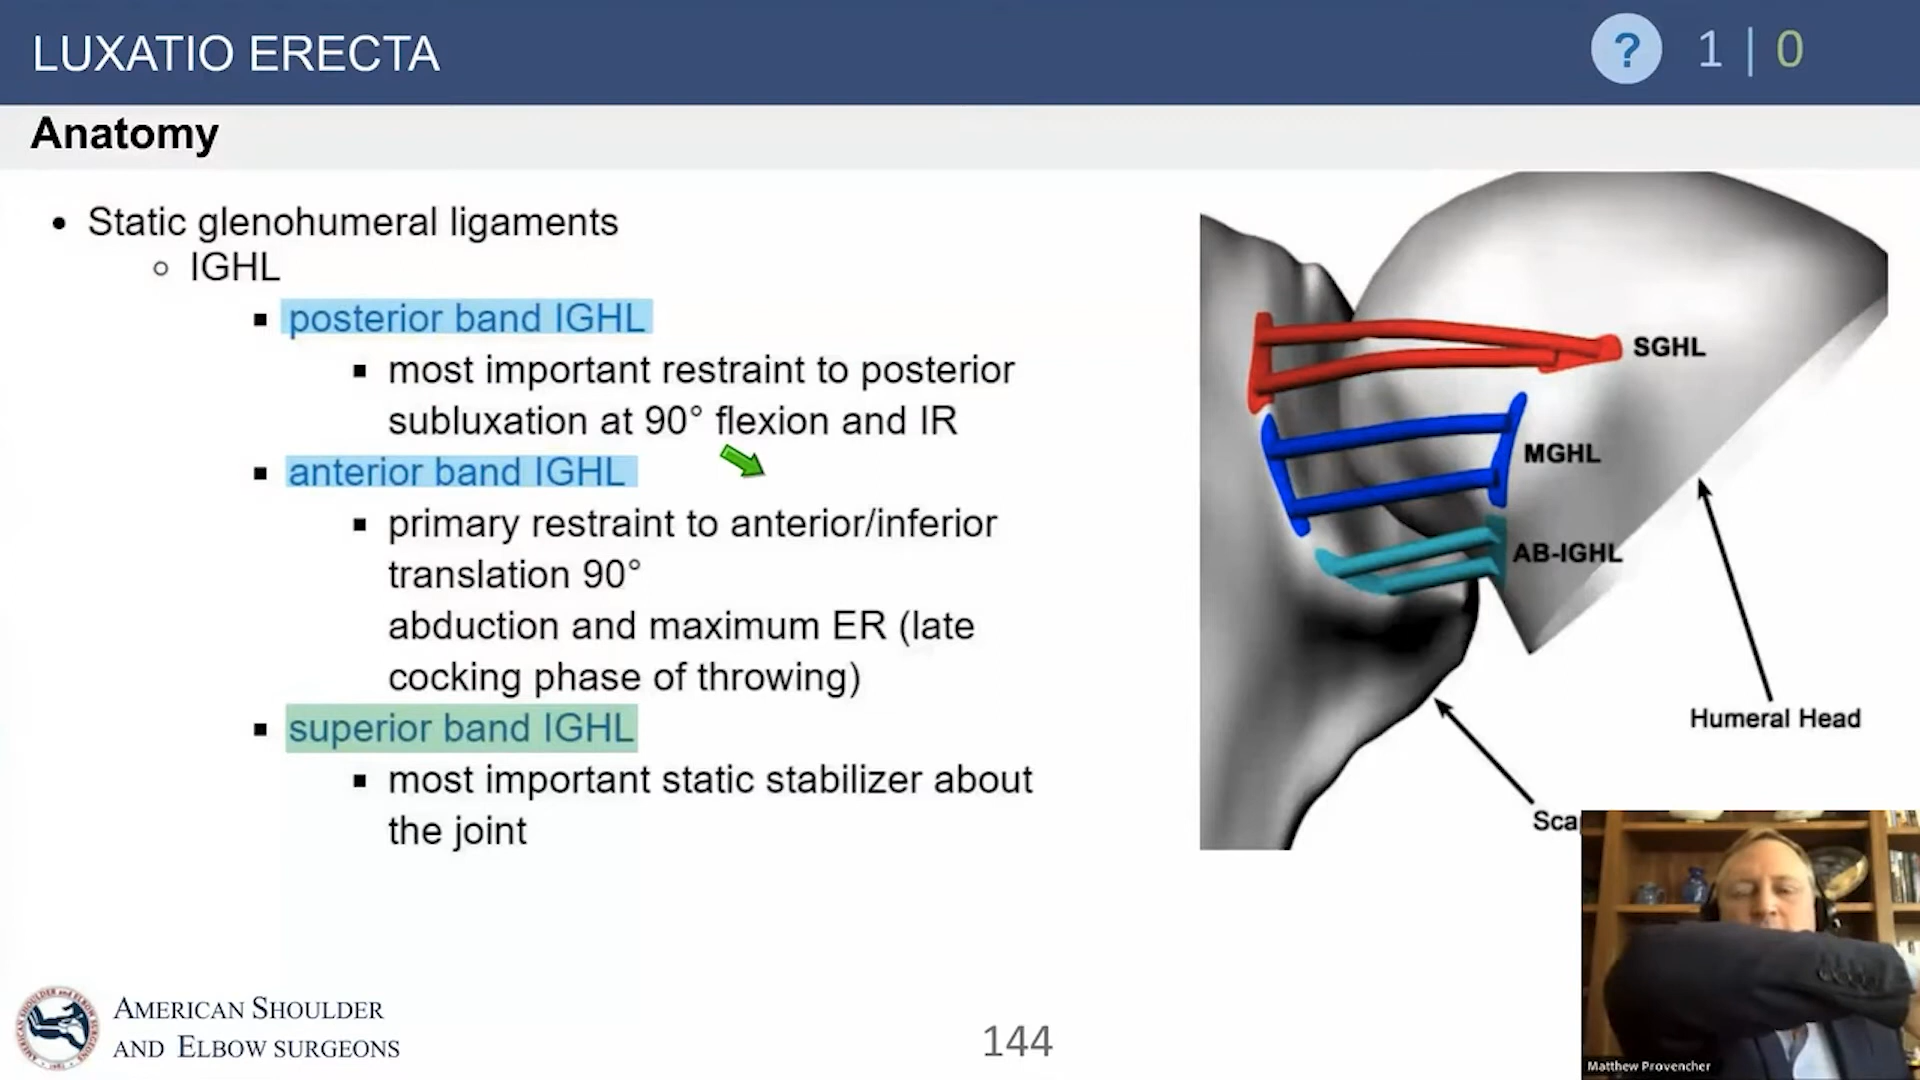 LUXATIO ERECTA
? 1 | 0
Anatomy
• Static glenohumeral ligaments
○ IGHL
▪ posterior band IGHL
▪ most important restraint to posterior
subluxation at 90° flexion and IR
▪ anterior band IGHL
▪ primary restraint to anterior/inferior
translation 90°
abduction and maximum ER (late
cocking phase of throwing)
▪ superior band IGHL
▪ most important static stabilizer about
the joint
SGHL
MGHL
AB-IGHL
Humeral Head
Sca
AMERICAN SHOULDER
AND ELBOW SURGEONS
144
Matthew Provencher